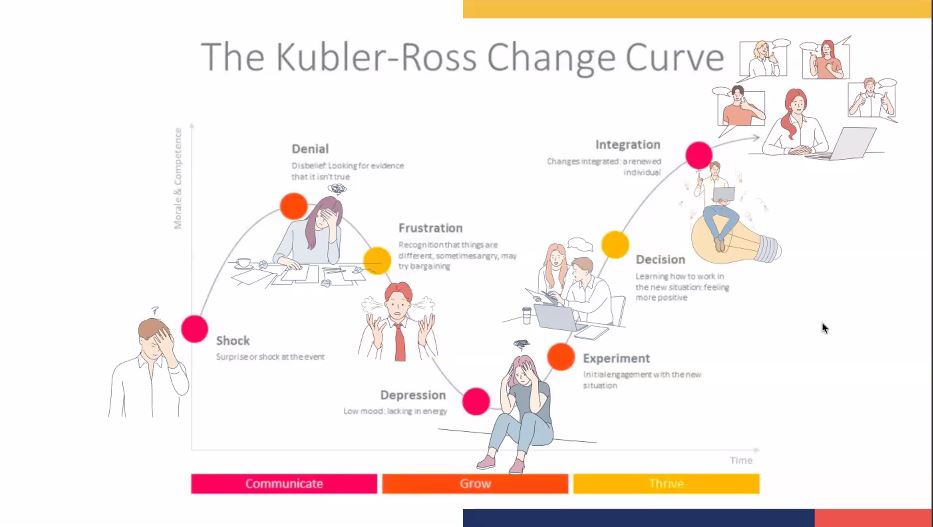 The Kubler-Ross Change Curve
Morale & Competence
Denial
Disbelief: Looking for evidence
that it isn't true
Integration
Changes integrated: a renewed
individual
Frustration
Recognition that things are
different, sometimes angry, may
try bargaining
Decision
Learning how to work in
the new situation: feeling
more positive
Shock
Surprise or shock at the event
Experiment
Initial engagement with the new
situation
Depression
Low mood: lacking in energy
Time
Communicate
Grow
Thrive